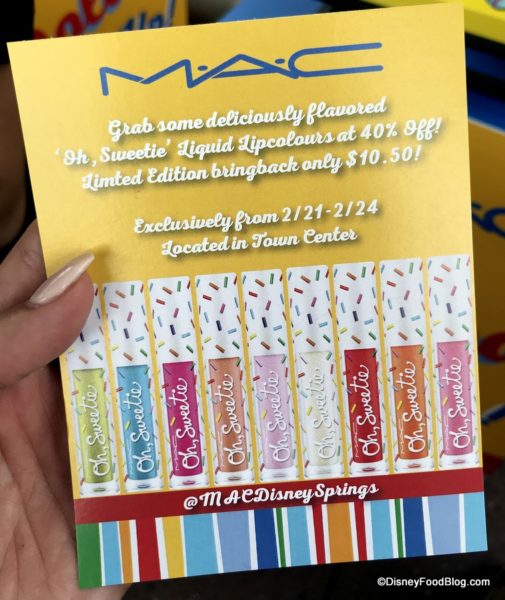 M·A·C
Grab some deliciously flavored
'Oh, Sweetie' Liquid Lipcolours at 40% Off!
Limted Edition bringback only $10.50!
Exclusively from 2/21-2/24
Located in Town Center
Oh, Sweetie
Oh, Sweetie
Oh, Sweetie
Oh, Sweetie
Oh, Sweetie
Oh, Sweetie
Oh, Sweetie
Oh, Sweetie
Oh, Sweetie
@MACDisneySprings
©DisneyFoodBlog.com